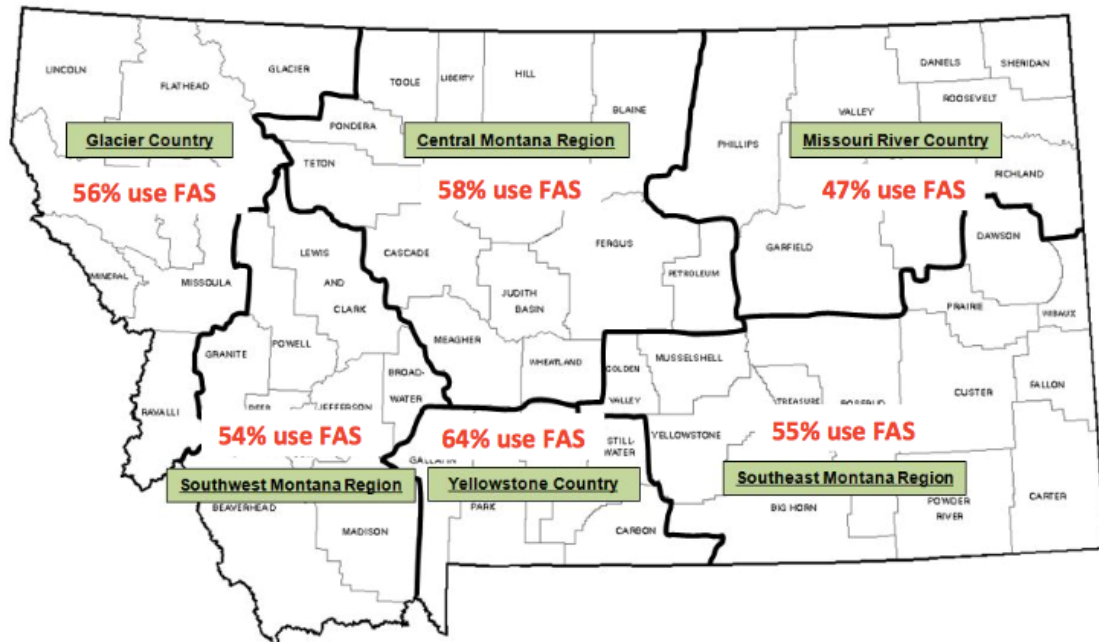 LINCOLN
FLATHEAD
GLACIER
TOOLE
LIBERTY
HILL
BLAINE
PHILLIPS
VALLEY
DANIELS
SHERIDAN
ROOSEVELT
RICHLAND
PONDERA
TETON
Glacier Country
Central Montana Region
Missouri River Country
56% use FAS
58% use FAS
47% use FAS
MINERAL
MISSOULA
LEWIS
AND
CLARK
CASCADE
FERGUS
PETROLEUM
JUDITH
BASIN
GARFIELD
DAWSON
PRAIRIE
WIBAUX
GRANITE
POWELL
MEAGHER
BROAD-
WATER
WHEATLAND
GOLDEN
VALLEY
MUSSELSHELL
TREASURE
ROSEBUD
CUSTER
FALLON
RAVALLI
DEER
JEFFERSON
54% use FAS
64% use FAS
55% use FAS
GALLATIN
STILL-
WATER
YELLOWSTONE
Southwest Montana Region
Yellowstone Country
Southeast Montana Region
BEAVERHEAD
MADISON
PARK
CARBON
BIG HORN
POWDER
RIVER
CARTER